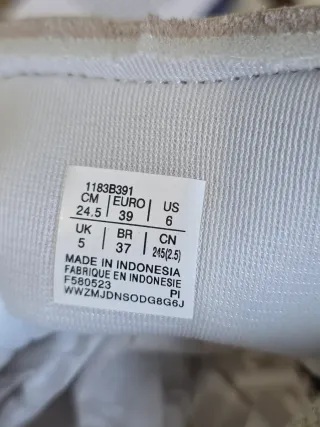 1183B391
CM EURO US
24.5 39 6
UK BR CN
5 37 245(2.5)
MADE IN INDONESIA
FABRIQUE EN INDONESIE
F580523 PI
WWZMJDNSODG8G6J